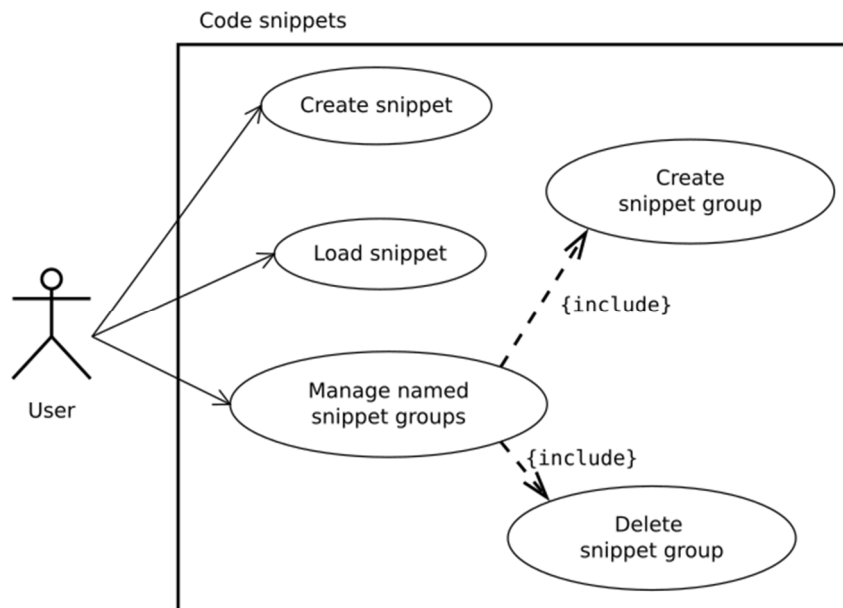 Code snippets
Create snippet
Create
snippet group
Load snippet
{include}
Manage named
snippet groups
User
{include}
Delete
snippet group